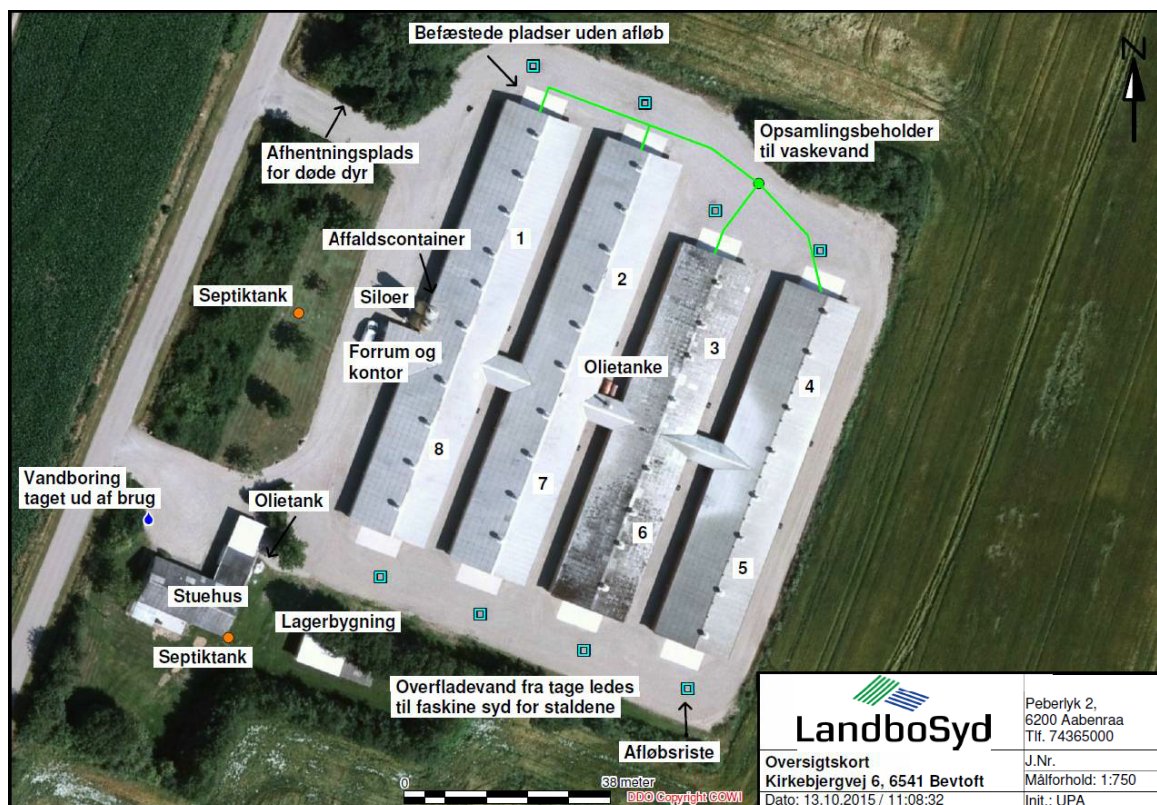 Befæstede pladser uden afløb
N
Opsamlingsbeholder
til vaskevand
Afhentningsplads
for døde dyr
Affaldscontainer
1
2
Septiktank
Siloer
3
Forrum og
kontor
Olietanke
4
8
7
Vandboring
taget ud af brug
Olietank
6
5
Stuehus
Lagerbygning
Septiktank
Overfladevand fra tage ledes
til faskine syd for staldene
Afløbsriste
0 38 meter
DDO Copyright COWI
LandboSyd
Peberlyk 2,
6200 Aabenraa
Tlf. 74365000
Oversigtskort
Kirkebjergvej 6, 6541 Bevtoft
J.Nr.
Målforhold: 1:750
Dato: 13.10.2015 / 11:08:32
Init.: UPA